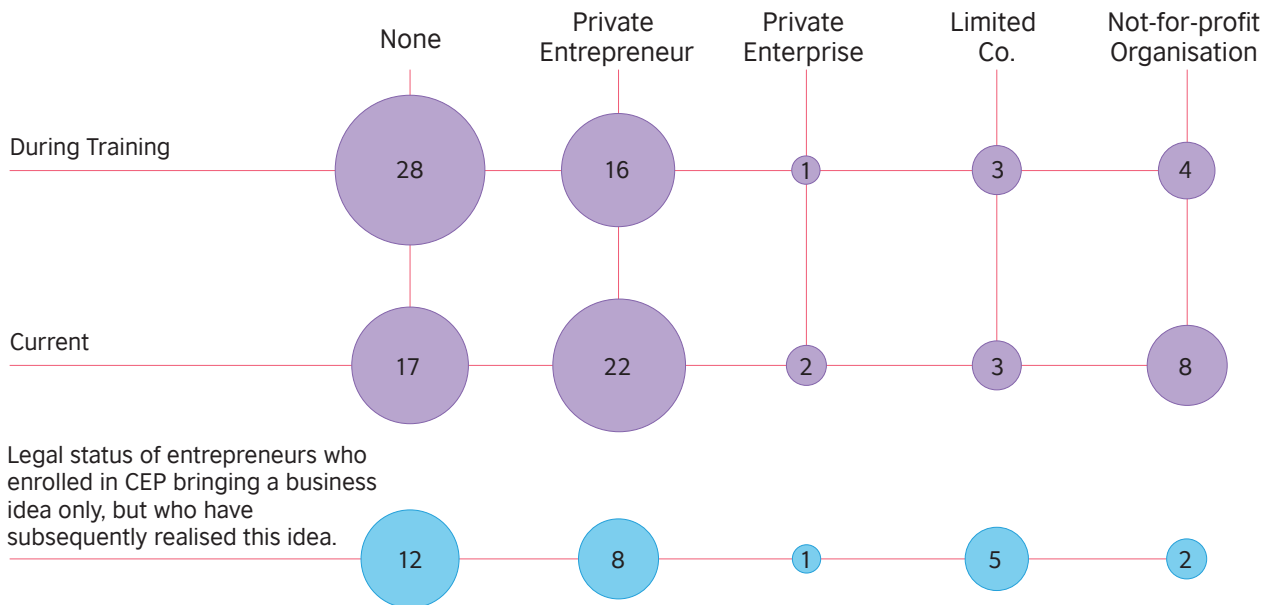 None
Private
Entrepreneur
Private
Enterprise
Limited
Co.
Not-for-profit
Organisation
During Training
28
16
1
3
4
Current
17
22
2
3
8
Legal status of entrepreneurs who
enrolled in CEP bringing a business
idea only, but who have
subsequently realised this idea.
12
8
1
5
2